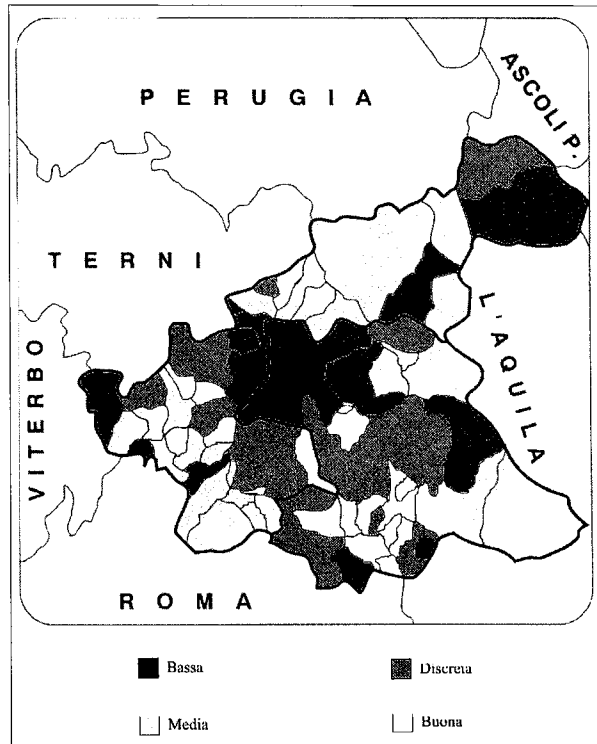 PERUGIA
ASCOLI P.
TERNI
L'AQUILA
VITERBO
ROMA
Bassa
Discreta
Media
Buona